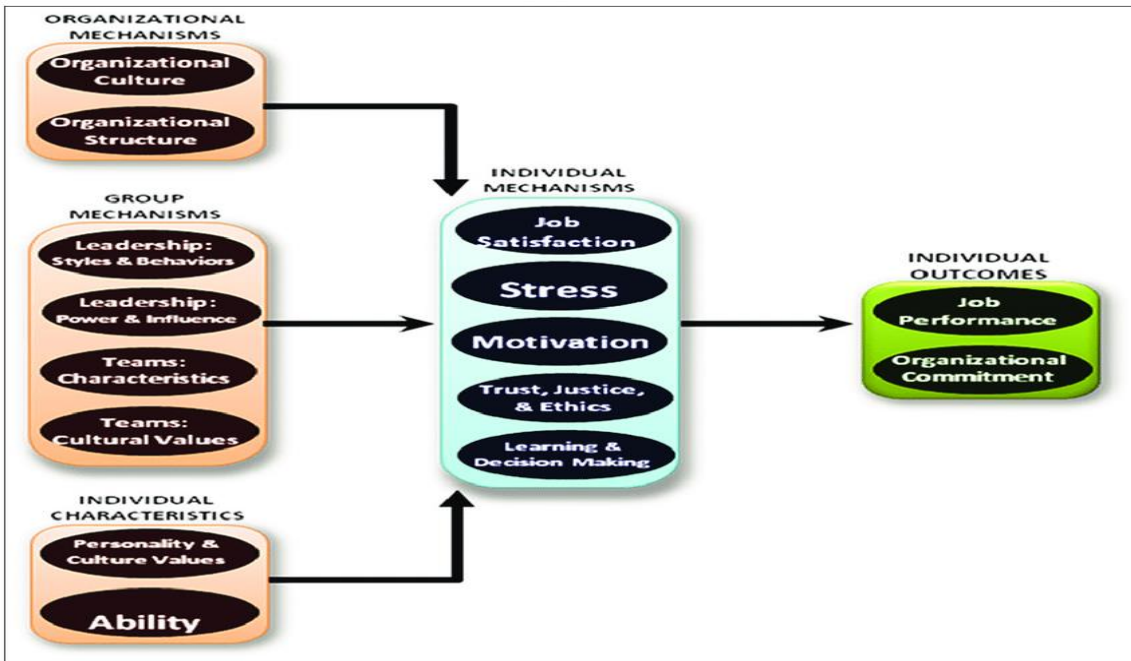 ORGANIZATIONAL
MECHANISMS
Organizational
Culture
Organizational
Structure
GROUP
MECHANISMS
Leadership:
Styles & Behaviors
Leadership:
Power & Influence
Teams:
Characteristics
Teams:
Cultural Values
INDIVIDUAL
CHARACTERISTICS
Personality &
Culture Values
Ability
INDIVIDUAL
MECHANISMS
Job
Satisfaction
Stress
Motivation
Trust, Justice,
& Ethics
Learning &
Decision Making
INDIVIDUAL
OUTCOMES
Job
Performance
Organizational
Commitment